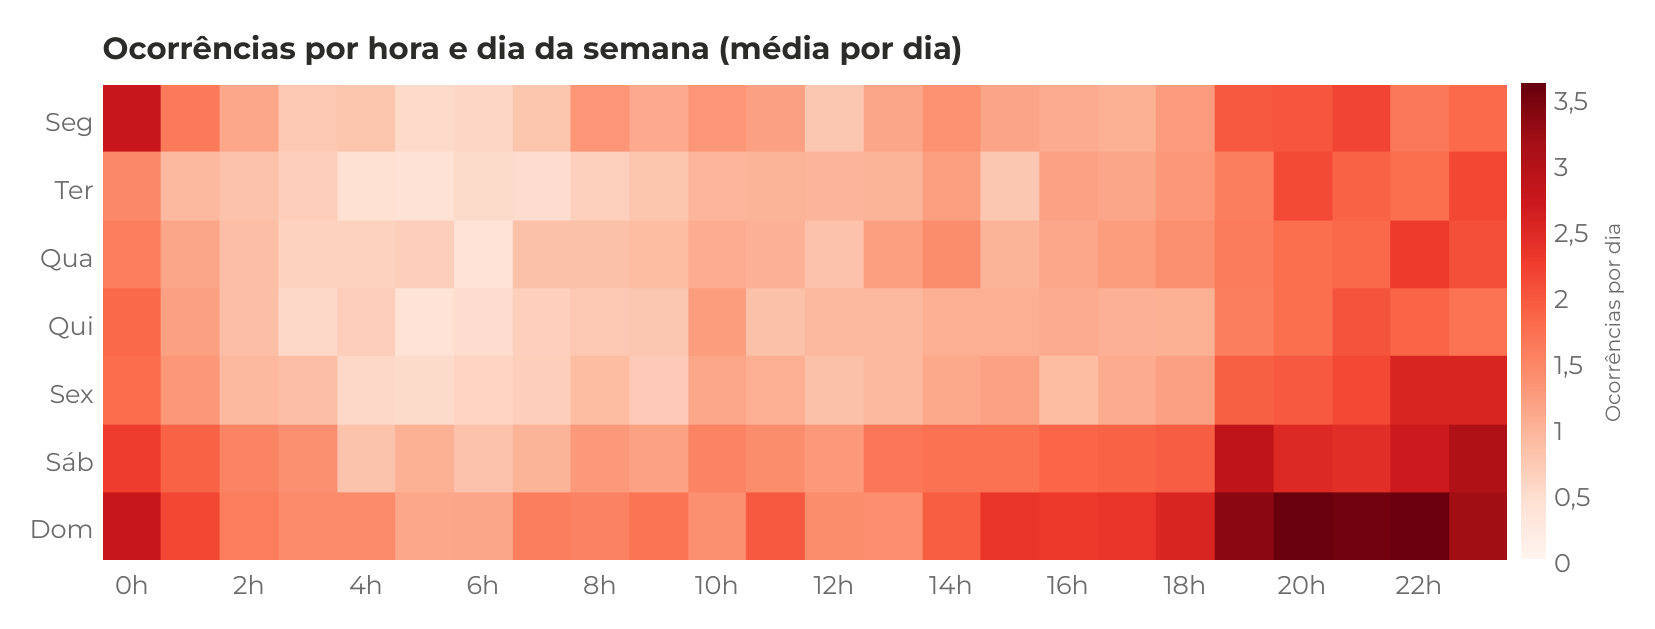 Ocorrências por hora e dia da semana (média por dia)
Seg
Ter
Qua
Qui
Sex
Sáb
Dom
0h 2h 4h 6h 8h 10h 12h 14h 16h 18h 20h 22h
3,5
3
2,5
2
1,5
1
0,5
0
Ocorrências por dia